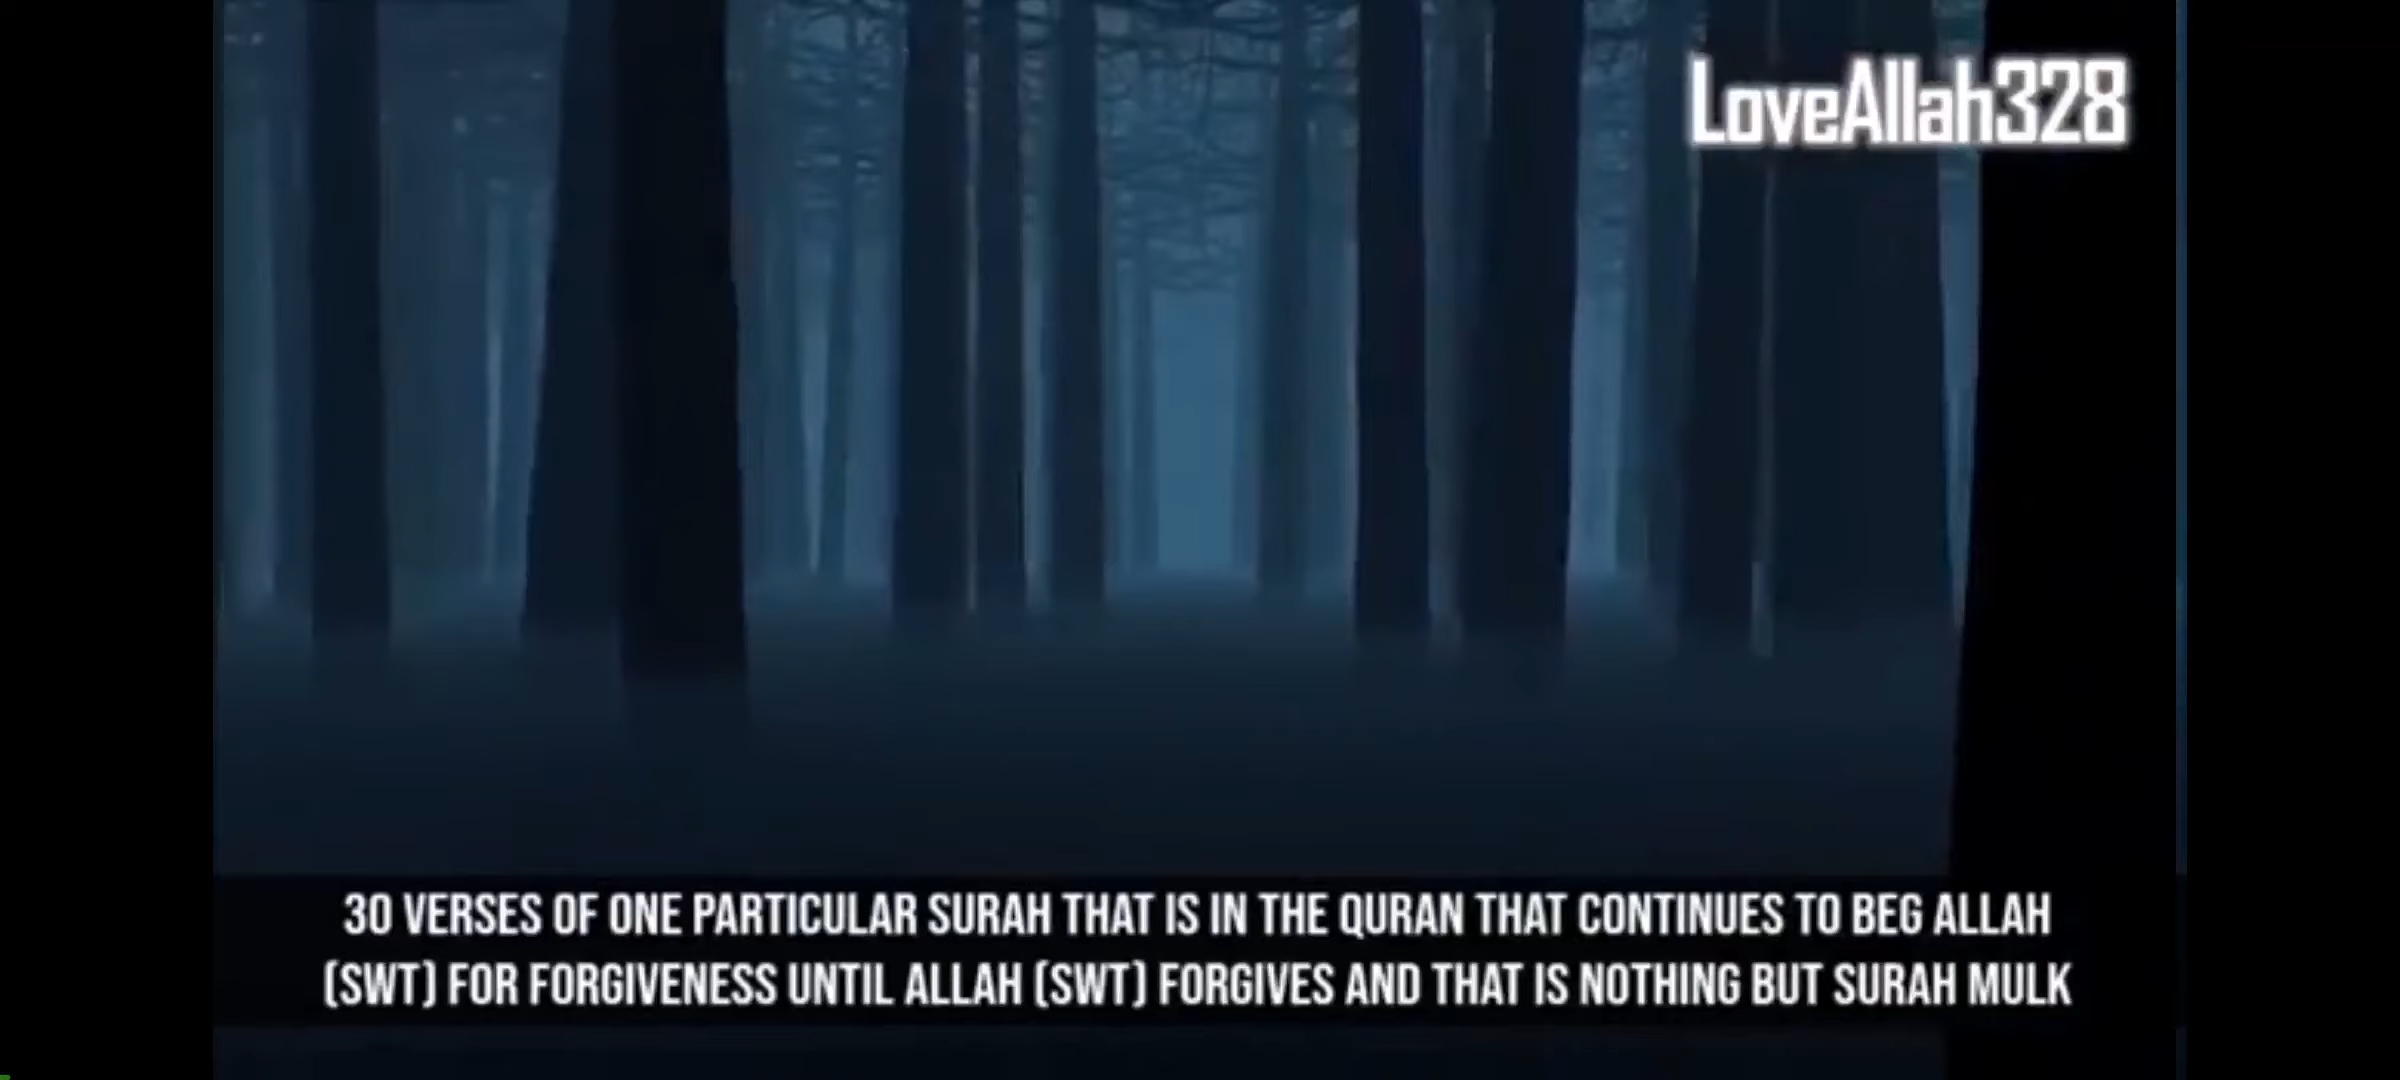 LoveAllah328
30 VERSES OF ONE PARTICULAR SURAH THAT IS IN THE QURAN THAT CONTINUES TO BEG ALLAH
(SWT) FOR FORGIVENESS UNTIL ALLAH (SWT) FORGIVES AND THAT IS NOTHING BUT SURAH MULK